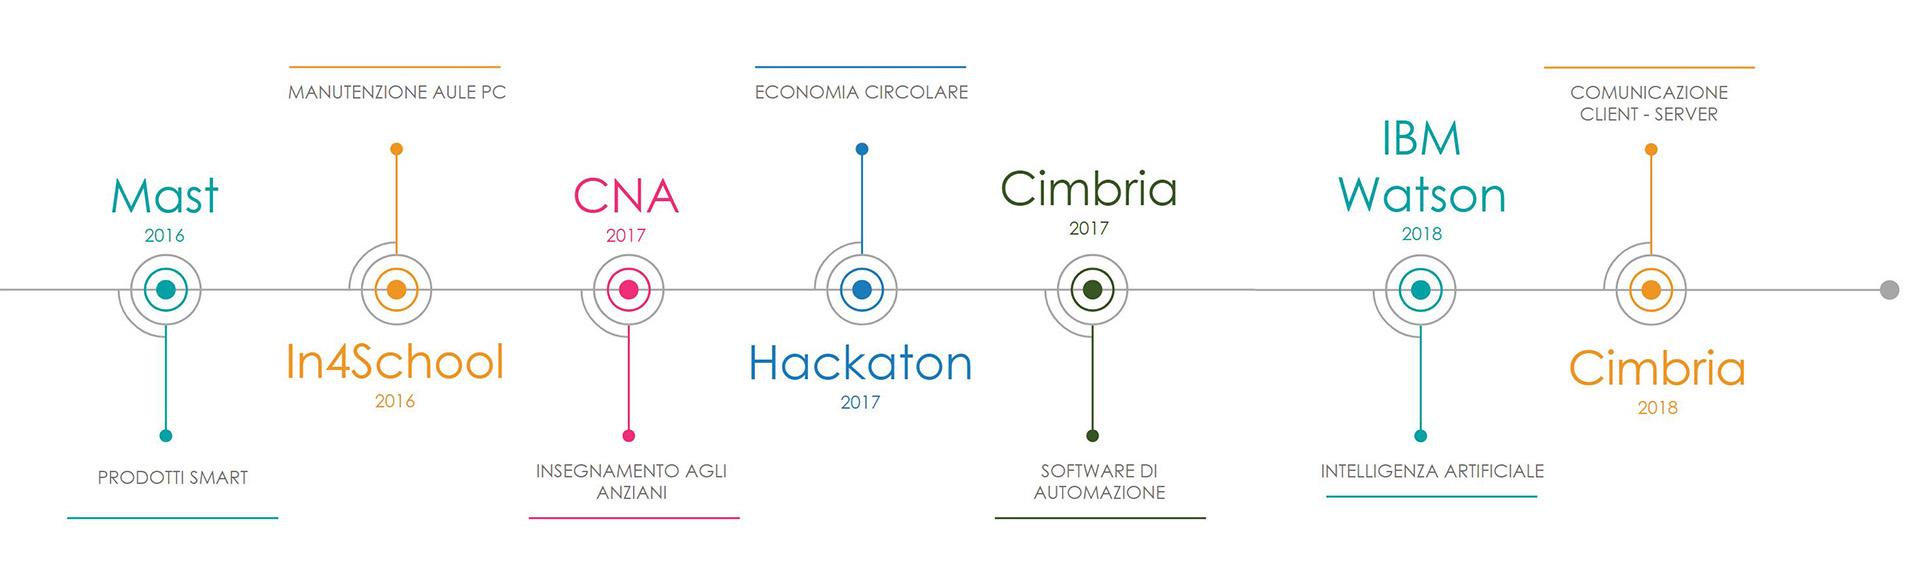 Mast
2016
PRODOTTI SMART
MANUTENZIONE AULE PC
In4School
2016
CNA
2017
INSEGNAMENTO AGLI
ANZIANI
ECONOMIA CIRCOLARE
Hackaton
2017
Cimbria
2017
SOFTWARE DI
AUTOMAZIONE
IBM
Watson
2018
INTELLIGENZA ARTIFICIALE
COMUNICAZIONE
CLIENT - SERVER
Cimbria
2018